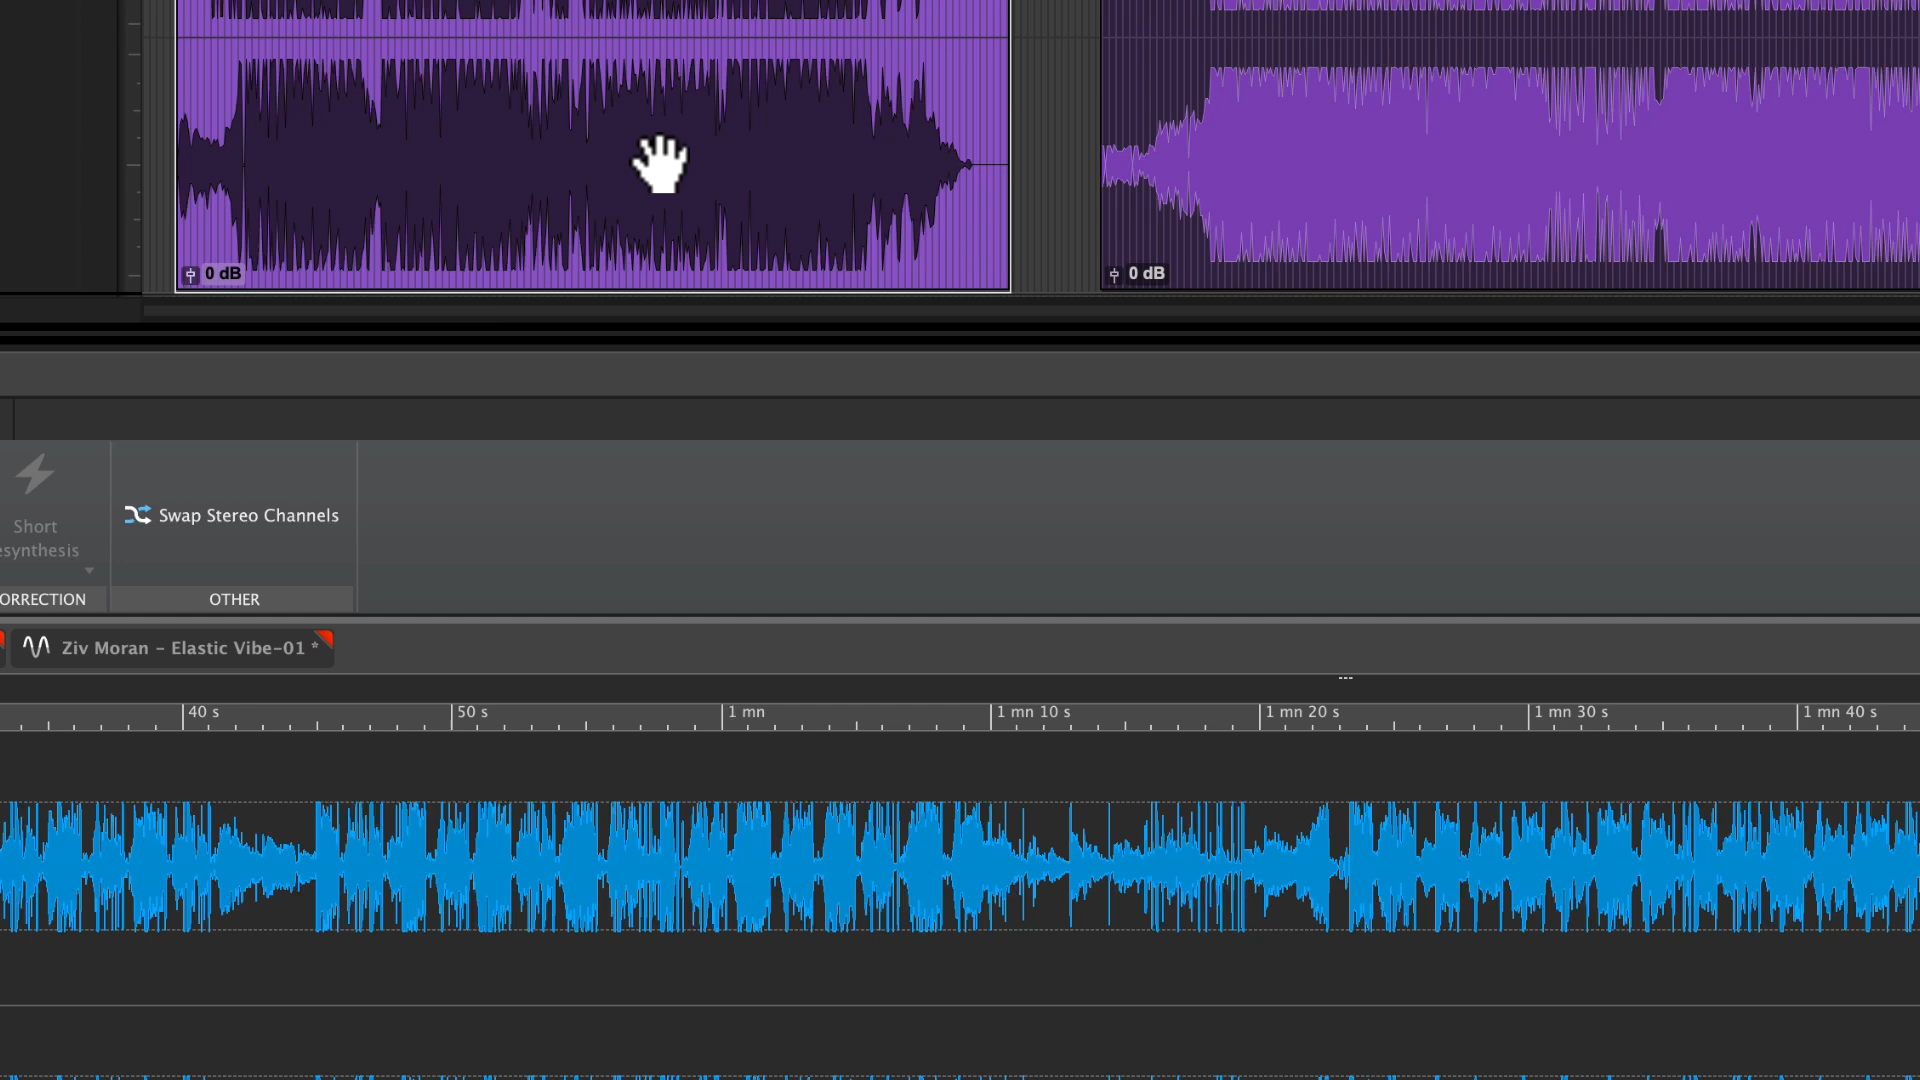 0 dB
0 dB
Short
esynthesis
Swap Stereo Channels
ORRECTION
OTHER
Ziv Moran - Elastic Vibe-01 *
40 s
50 s
1 mn
1 mn 10 s
1 mn 20 s
1 mn 30 s
1 mn 40 s